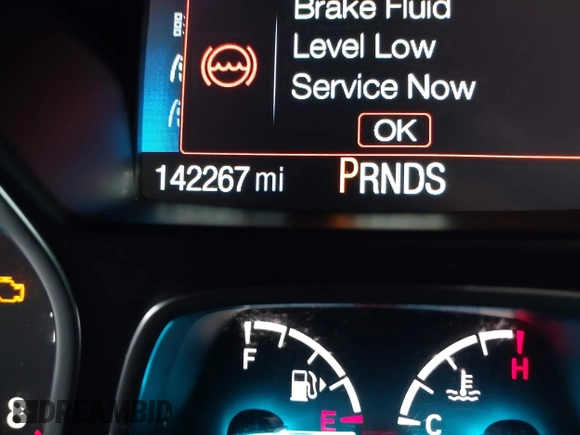 Brake Fluid
Level Low
Service Now
OK
142267 mi
PRNDS
F
E
H
C
8
DREAMBID